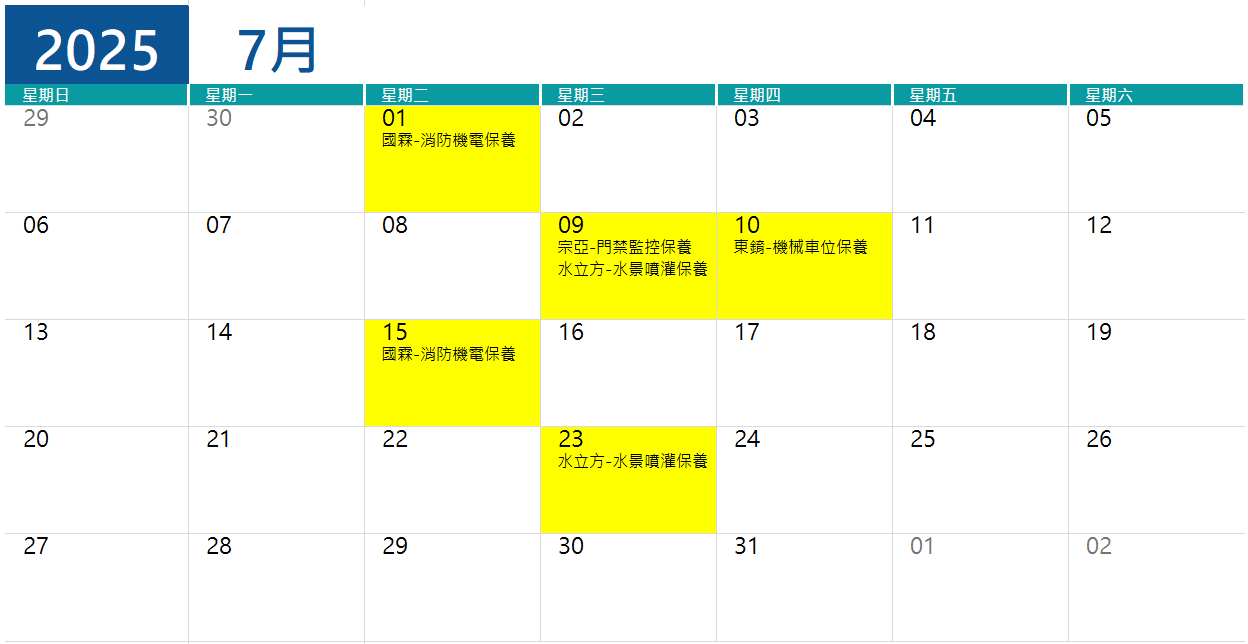 2025 7月
星期日 星期一 星期二 星期三 星期四 星期五 星期六
29 30 01 02 03 04 05
國霖-消防機電保養
06 07 08 09 10 11 12
宗亞-門禁監控保養 東鏑-機械車位保養
水立方-水景噴灌保養
13 14 15 16 17 18 19
國霖-消防機電保養
20 21 22 23 24 25 26
水立方-水景噴灌保養
27 28 29 30 31 01 02